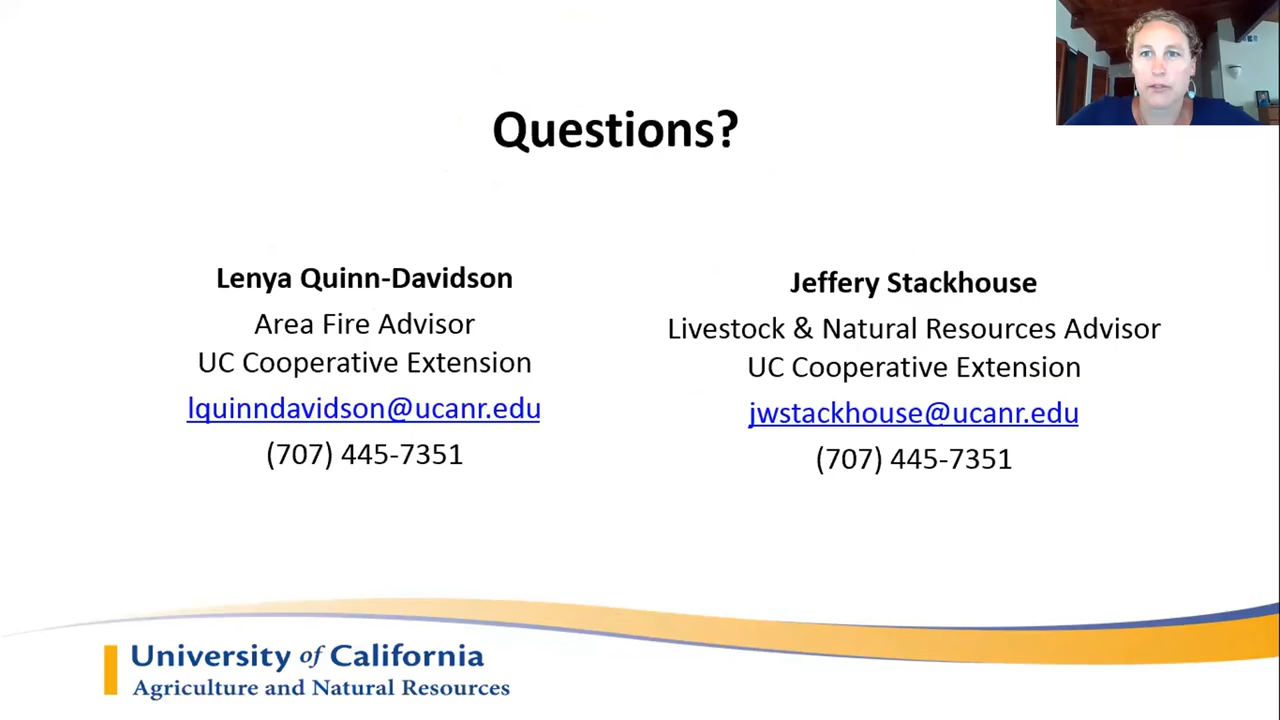 Questions?
Lenya Quinn-Davidson
Area Fire Advisor
UC Cooperative Extension
lquinndavidson@ucanr.edu
(707) 445-7351
Jeffery Stackhouse
Livestock & Natural Resources Advisor
UC Cooperative Extension
jwstackhouse@ucanr.edu
(707) 445-7351
University of California
Agriculture and Natural Resources